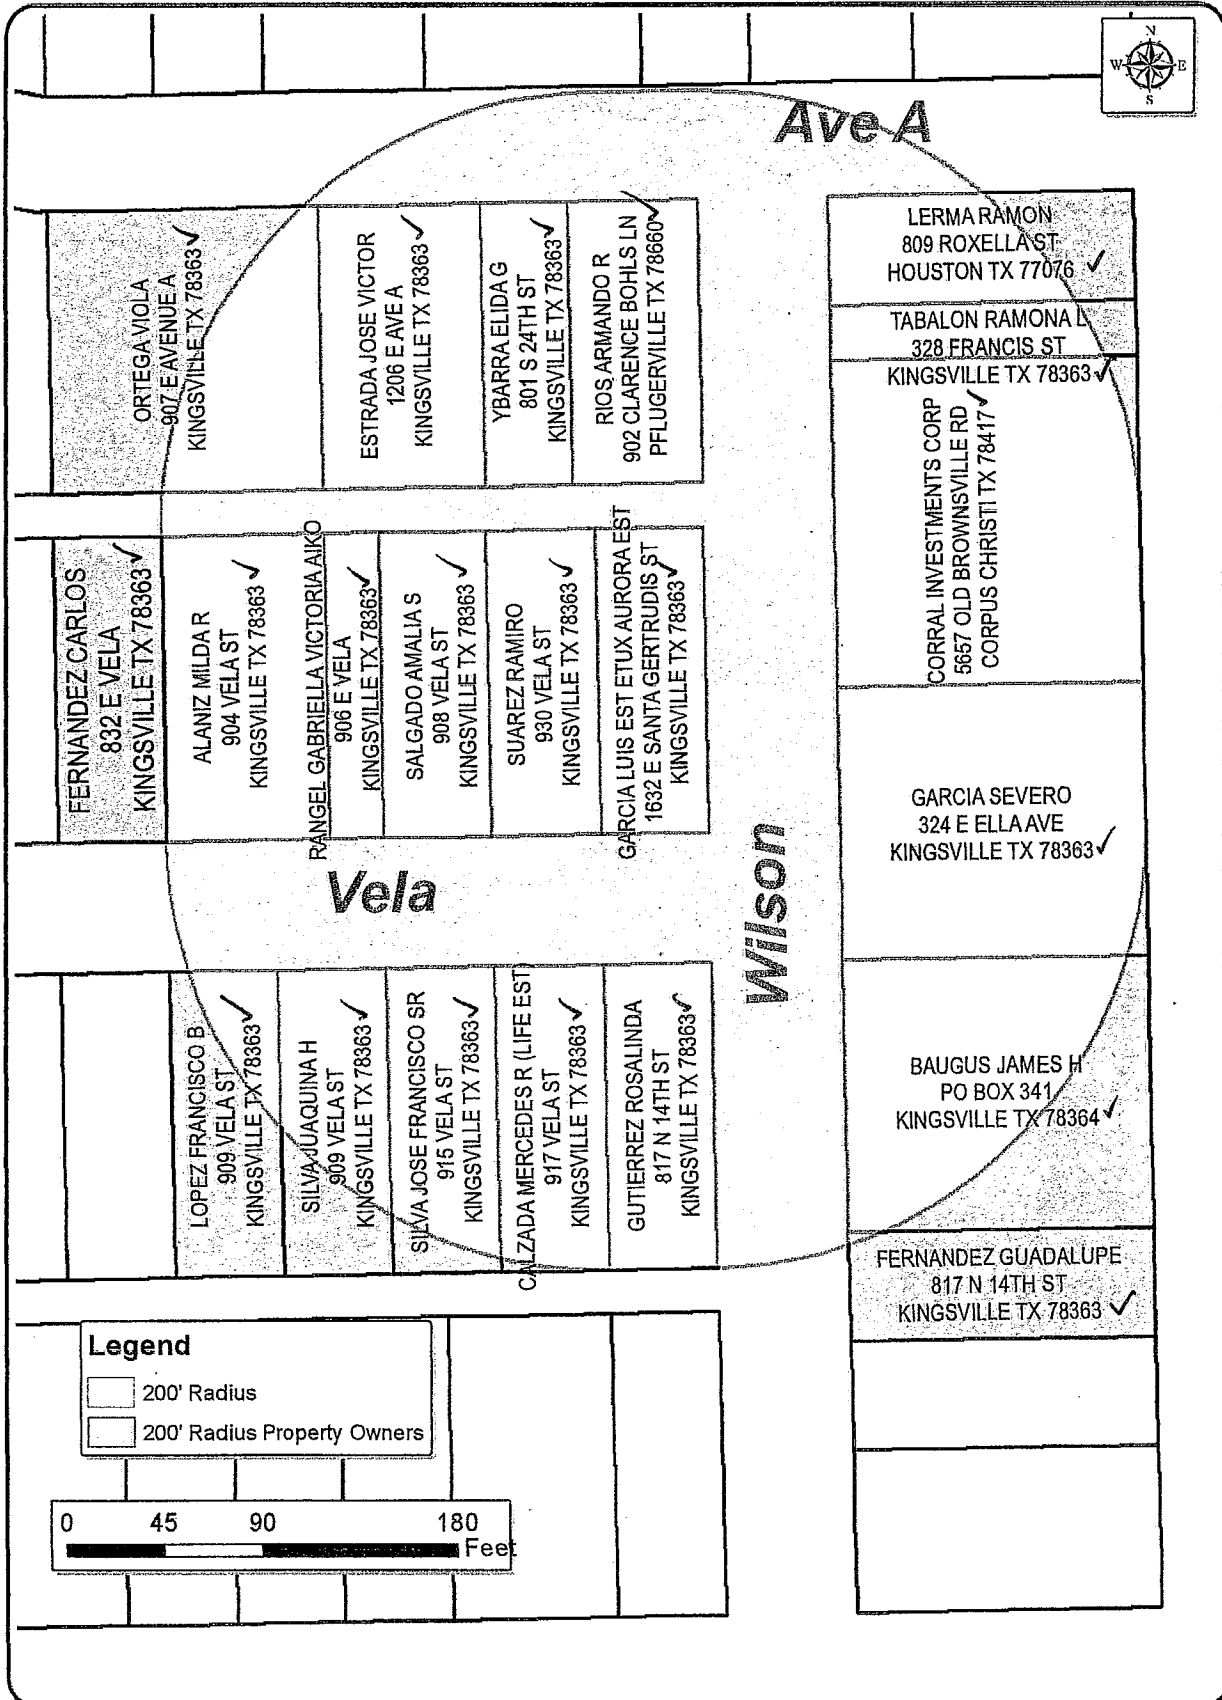 N
W E
S
Ave A
ORTEGA VIOLA
907 E AVENUE A
KINGSVILLE TX 78363
ESTRADA JOSE VICTOR
1206 E AVE A
KINGSVILLE TX 78363
YBARRA ELIDA G
801 S 24TH ST
KINGSVILLE TX 78363
RIOS ARMANDO R
902 CLARENCE BOHLS LN
PFLUGERVILLE TX 78660
LERMA RAMON
809 ROXELLA ST
HOUSTON TX 77076
TABALON RAMONA L
328 FRANCIS ST
KINGSVILLE TX 78363
CORRAL INVESTMENTS CORP
5657 OLD BROWNSVILLE RD
CORPUS CHRISTI TX 78417
FERNANDEZ CARLOS
832 E VELA
KINGSVILLE TX 78363
ALANIZ MILDA R
904 VELA ST
KINGSVILLE TX 78363
RANGEL GABRIELLA VICTORIA AIKO
906 E VELA
KINGSVILLE TX 78363
SALGADO AMALIA S
908 VELA ST
KINGSVILLE TX 78363
SUAREZ RAMIRO
930 VELA ST
KINGSVILLE TX 78363
GARCIA LUIS EST ETUX AURORA EST
1632 E SANTA GERTRUDIS ST
KINGSVILLE TX 78363
GARCIA SEVERO
324 E ELLA AVE
KINGSVILLE TX 78363
Vela
Wilson
LOPEZ FRANCISCO B
909 VELA ST
KINGSVILLE TX 78363
SILVA JUAQUINA H
909 VELA ST
KINGSVILLE TX 78363
SILVA JOSE FRANCISCO SR
915 VELA ST
KINGSVILLE TX 78363
CALZADA MERCEDES R (LIFE EST)
917 VELA ST
KINGSVILLE TX 78363
GUTIERREZ ROSALINDA
817 N 14TH ST
KINGSVILLE TX 78363
BAUGUS JAMES H
PO BOX 341
KINGSVILLE TX 78364
FERNANDEZ GUADALUPE
817 N 14TH ST
KINGSVILLE TX 78363
Legend
200' Radius
200' Radius Property Owners
0 45 90 180
Feet